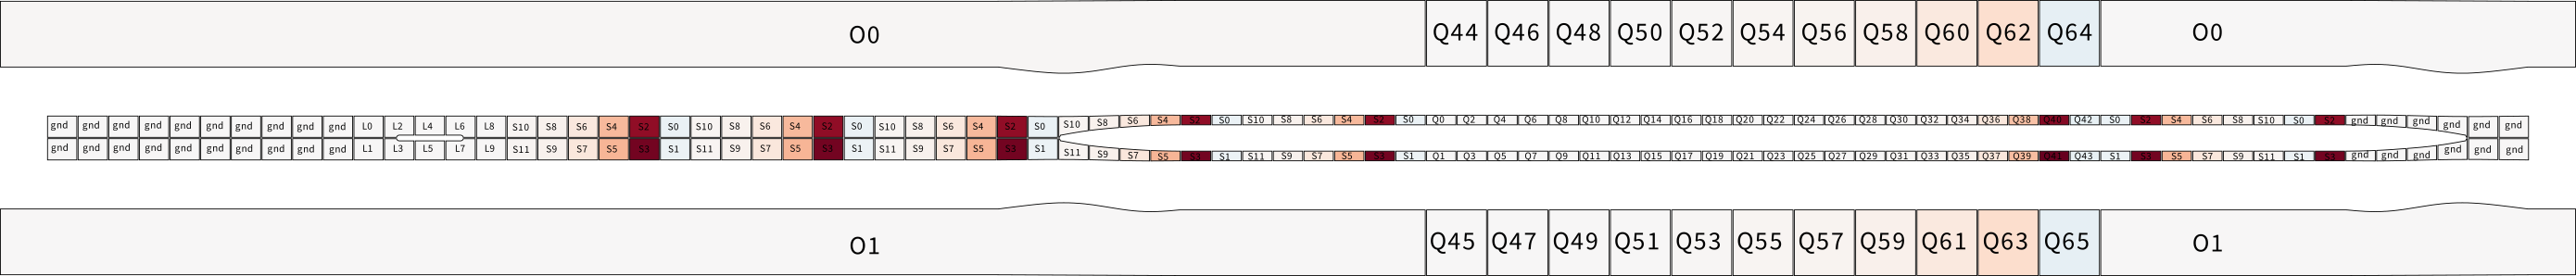 O0 Q44 Q46 Q48 Q50 Q52 Q54 Q56 Q58 Q60 Q62 Q64 O0
gnd gnd gnd gnd gnd gnd gnd gnd gnd gnd L0 L2 L4 L6 L8 S10 S8 S6 S4 S2 S0 S10 S8 S6 S4 S2 S0 S10 S8 S6 S4 S2 S0 S10 S8 S6 S4 S2 S0 S10 S8 S6 S4 S2 S0 Q0 Q2 Q4 Q6 Q8 Q10 Q12 Q14 Q16 Q18 Q20 Q22 Q24 Q26 Q28 Q30 Q32 Q34 Q36 Q38 Q40 Q42 S0 S2 S4 S6 S8 S10 S0 S2 gnd gnd gnd gnd gnd gnd
gnd gnd gnd gnd gnd gnd gnd gnd gnd gnd L1 L3 L5 L7 L9 S11 S9 S7 S5 S3 S1 S11 S9 S7 S5 S3 S1 S11 S9 S7 S5 S3 S1 S11 S9 S7 S5 S3 S1 S11 S9 S7 S5 S3 S1 Q1 Q3 Q5 Q7 Q9 Q11 Q13 Q15 Q17 Q19 Q21 Q23 Q25 Q27 Q29 Q31 Q33 Q35 Q37 Q39 Q41 Q43 S1 S3 S5 S7 S9 S11 S1 S3 gnd gnd gnd gnd gnd gnd
O1 Q45 Q47 Q49 Q51 Q53 Q55 Q57 Q59 Q61 Q63 Q65 O1